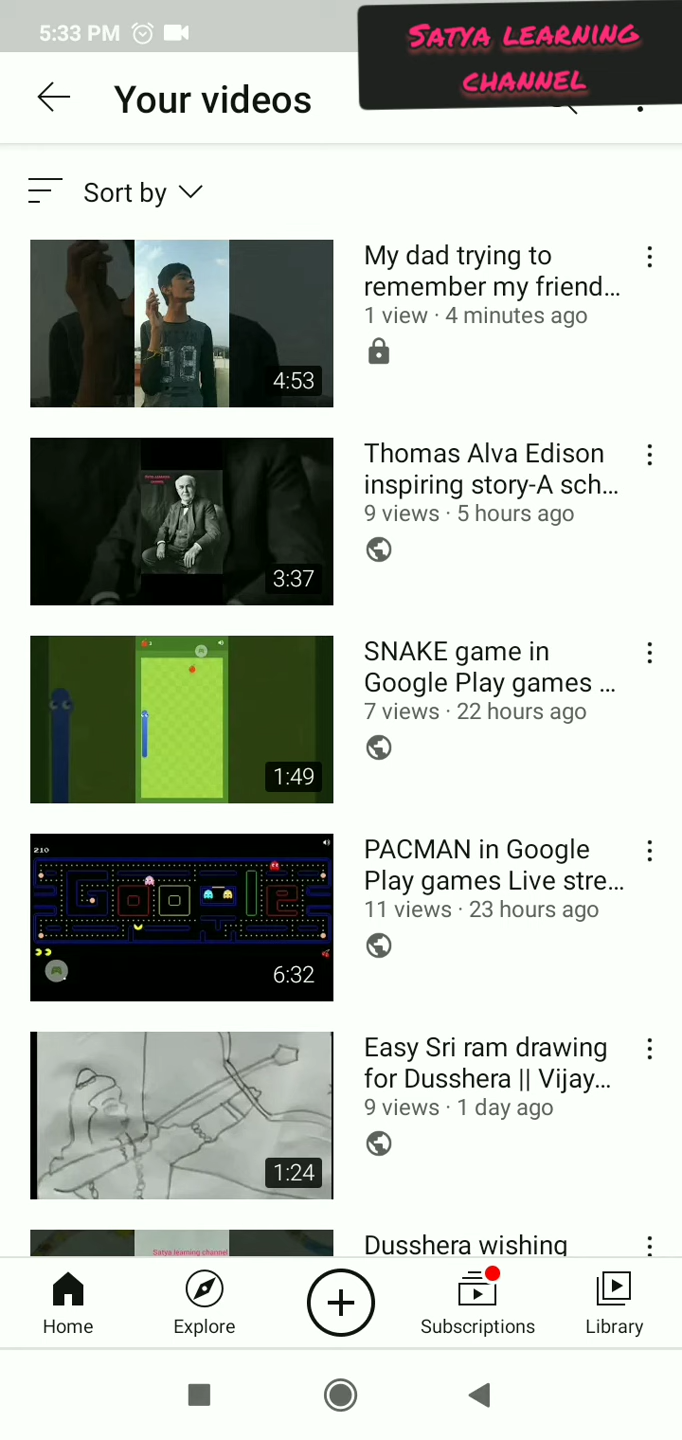 5:33 PM
Satya learning
channel
Your videos
Sort by
My dad trying to
remember my friend...
1 view · 4 minutes ago
4:53
Thomas Alva Edison
inspiring story-A sch...
9 views · 5 hours ago
3:37
SNAKE game in
Google Play games ...
7 views · 22 hours ago
1:49
210
PACMAN in Google
Play games Live stre...
11 views · 23 hours ago
6:32
Easy Sri ram drawing
for Dusshera || Vijay...
9 views · 1 day ago
1:24
Satya learning channel
Dusshera wishing
Home
Explore
Subscriptions
Library